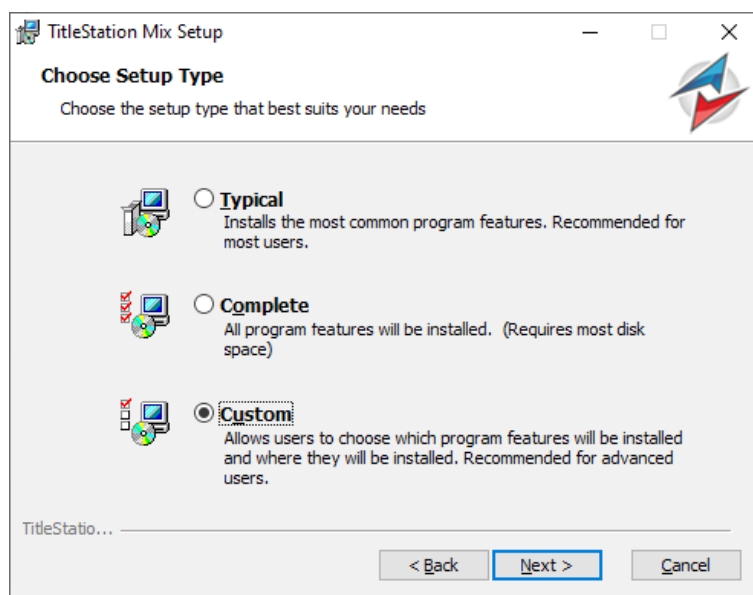 TitleStation Mix Setup
Choose Setup Type
Choose the setup type that best suits your needs
Typical
Installs the most common program features. Recommended for
most users.
Complete
All program features will be installed. (Requires most disk
space)
Custom
Allows users to choose which program features will be installed
and where they will be installed. Recommended for advanced
users.
TitleStatio...
< Back
Next >
Cancel